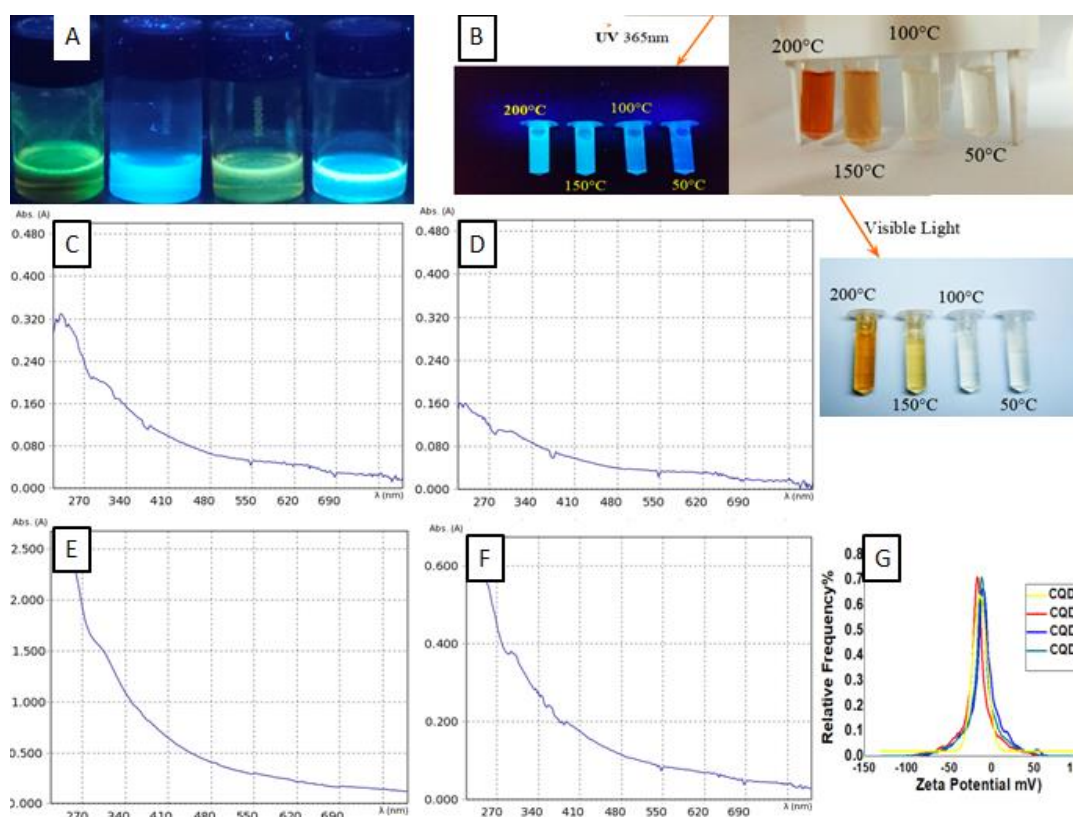 A
B
UV 365nm
200°C
100°C
150°C
50°C
200°C
100°C
150°C
50°C
Visible Light
200°C
100°C
150°C
50°C
C
Abs. (A)
0.480
0.400
0.320
0.240
0.160
0.080
0.000
270 340 410 480 550 620 690
λ (nm)
D
Abs. (A)
0.480
0.400
0.320
0.240
0.160
0.080
0.000
270 340 410 480 550 620 690
λ (nm)
E
Abs. (A)
2.500
2.000
1.500
1.000
0.500
0.000
270 340 410 480 550 620 690
λ (nm)
F
Abs. (A)
0.600
0.400
0.200
0.000
270 340 410 480 550 620 690
λ (nm)
G
Relative Frequency%
0.8
0.7
0.6
0.5
0.4
0.3
0.2
0.1
0.0
-150 -100 -50 0 50
Zeta Potential mV)
CQD
CQD
CQD
CQD